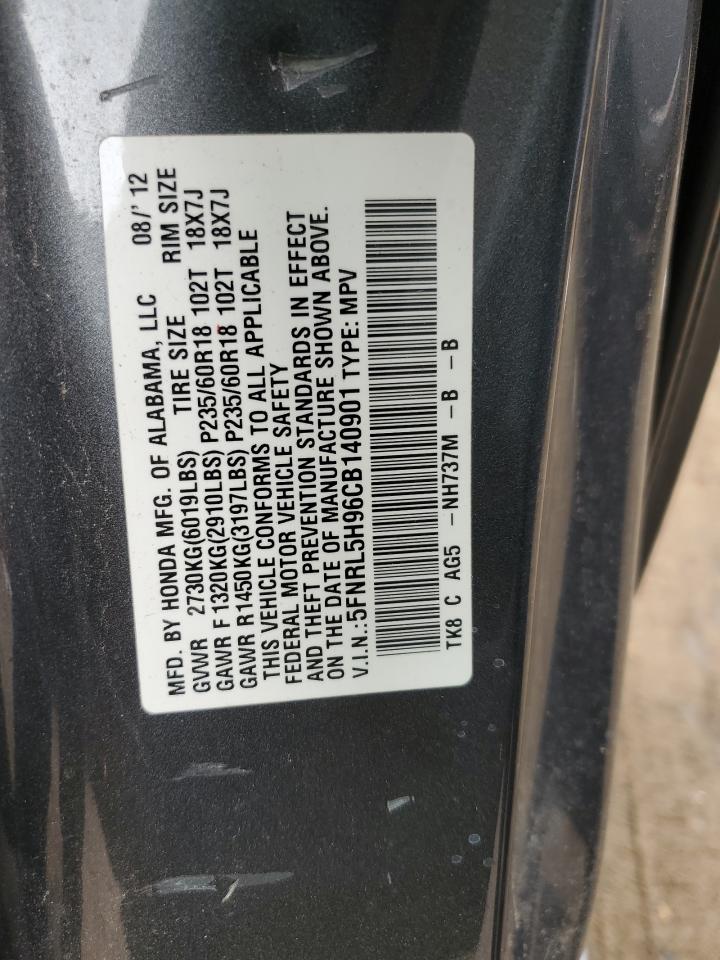 MFD. BY HONDA MFG. OF ALABAMA, LLC 08/'12
GVWR 2730KG(6019LBS) TIRE SIZE RIM SIZE
GAWR F 1320KG(2910LBS) P235/60R18 102T 18X7J
GAWR R1450KG(3197LBS) P235/60R18 102T 18X7J
THIS VEHICLE CONFORMS TO ALL APPLICABLE
FEDERAL MOTOR VEHICLE SAFETY
AND THEFT PREVENTION STANDARDS IN EFFECT
ON THE DATE OF MANUFACTURE SHOWN ABOVE.
V.I.N.:5FNRL5H96CB140901 TYPE: MPV
TK8 C AG5 -NH737M -B -B